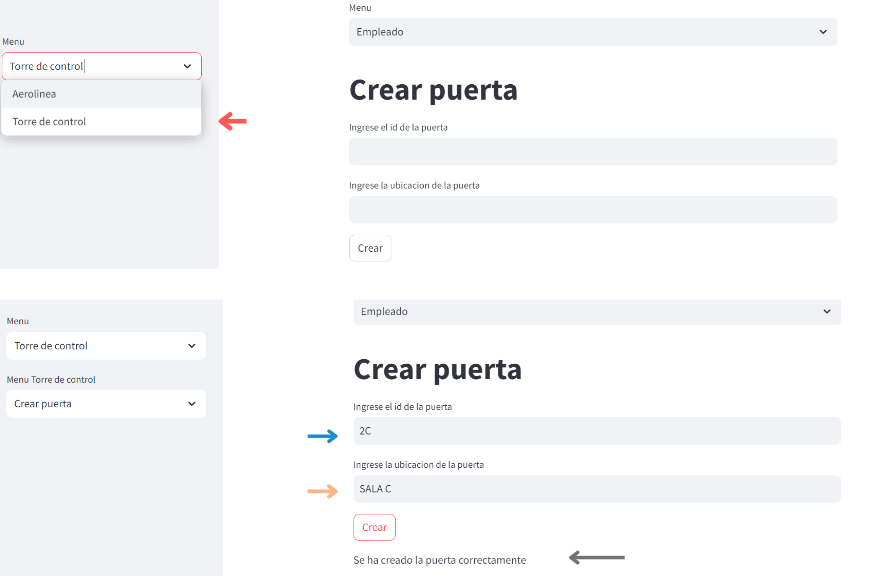 Menu
Torre de control
Aerolinea
Torre de control
Menu
Empleado
Crear puerta
Ingrese el id de la puerta
Ingrese la ubicacion de la puerta
Crear
Menu
Torre de control
Menu Torre de control
Crear puerta
Empleado
Crear puerta
Ingrese el id de la puerta
2C
Ingrese la ubicacion de la puerta
SALA C
Crear
Se ha creado la puerta correctamente